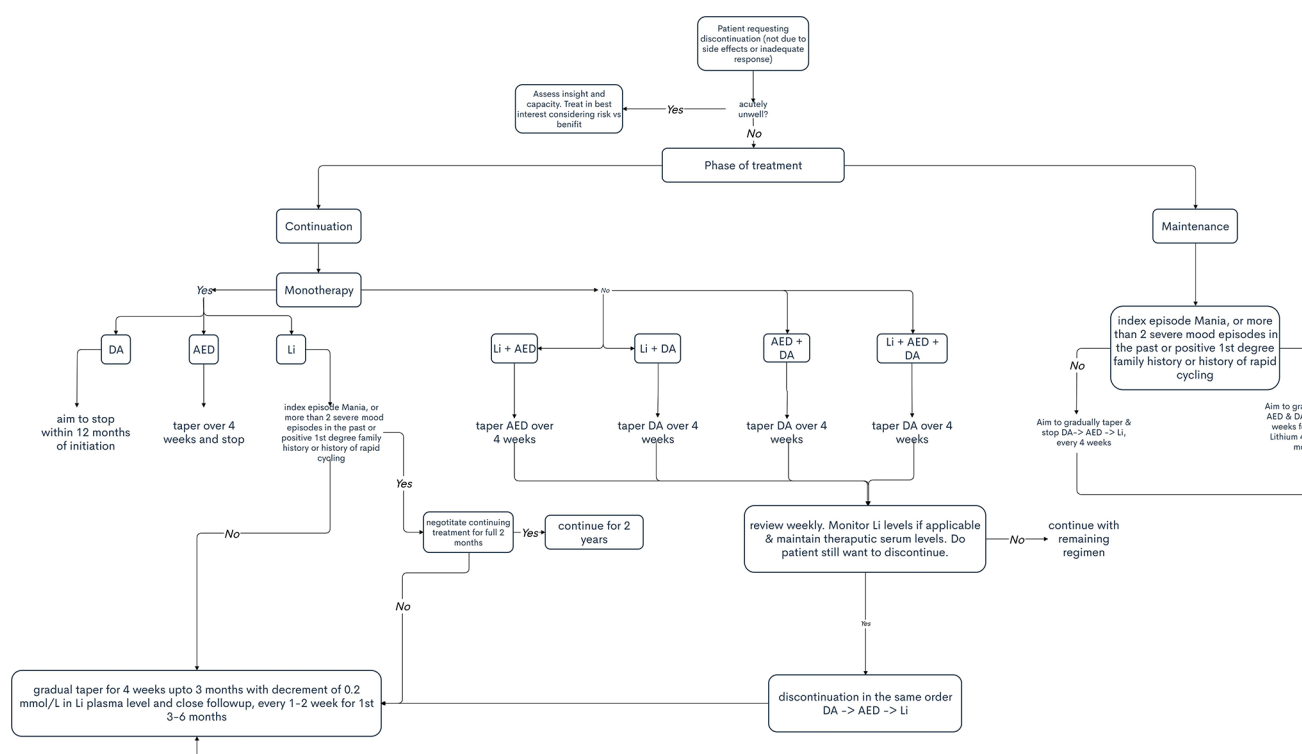 Patient requesting
discontinuation (not due to
side effects or inadequate
response)
Assess insight and
capacity. Treat in best
interest considering risk vs
benifit
Yes
acutely
unwell?
No
Phase of treatment
Continuation
Maintenance
Yes
Monotherapy
No
DA
AED
Li
Li + AED
Li + DA
AED +
DA
Li + AED +
DA
index episode Mania, or more
than 2 severe mood episodes in
the past or positive 1st degree
family history or history of rapid
cycling
No
aim to stop
within 12 months
of initiation
taper over 4
weeks and stop
index episode Mania, or
more than 2 severe mood
episodes in the past or
positive 1st degree family
history or history of rapid
cycling
taper AED over
4 weeks
taper DA over 4
weeks
taper DA over 4
weeks
taper DA over 4
weeks
Aim to gradually taper &
stop DA-> AED -> Li,
every 4 weeks
Aim to
AED &
weeks
Lithium
Yes
No
negotitate continuing
treatment for full 2
months
Yes
continue for 2
years
review weekly. Monitor Li levels if applicable
& maintain theraputic serum levels. Do
patient still want to discontinue.
No
continue with
remaining
regimen
No
Yes
gradual taper for 4 weeks upto 3 months with decrement of 0.2
mmol/L in Li plasma level and close followup, every 1-2 week for 1st
3-6 months
discontinuation in the same order
DA -> AED -> Li